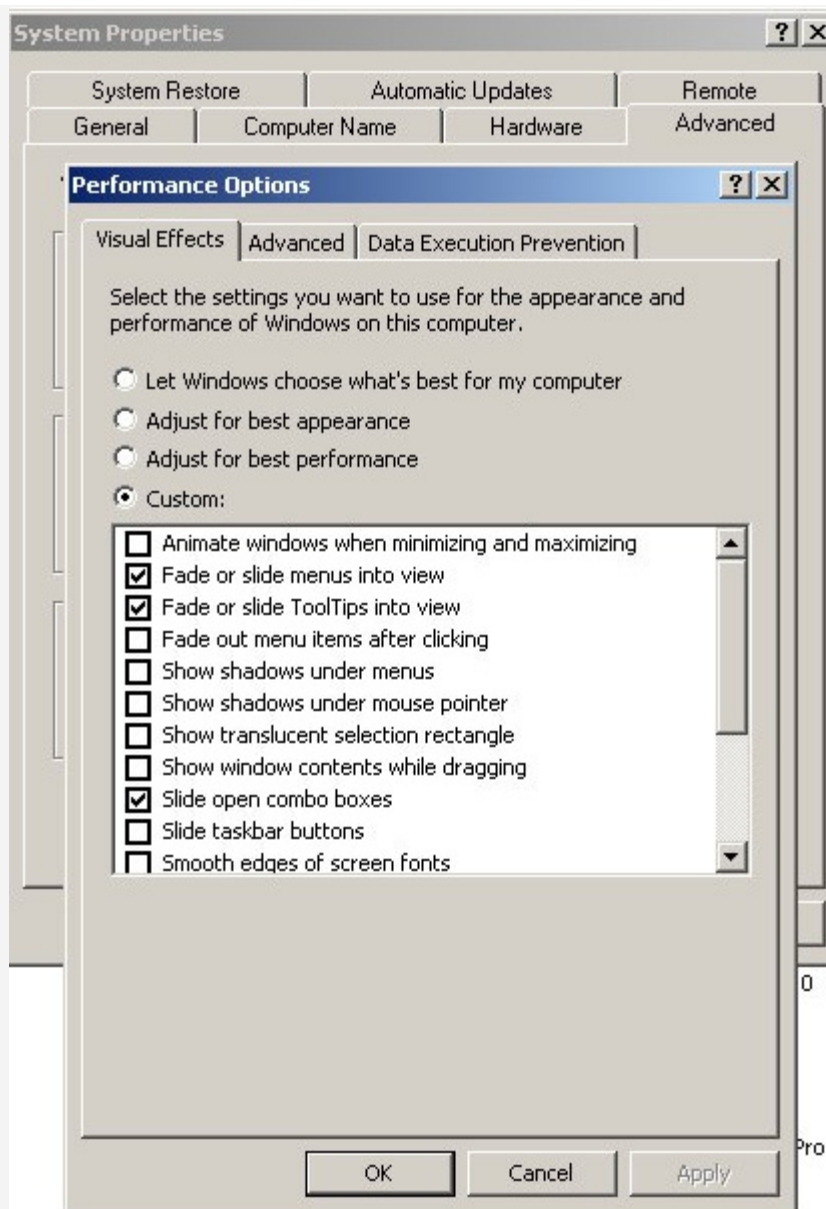 System Properties
System Restore Automatic Updates Remote
General Computer Name Hardware Advanced
Performance Options
Visual Effects Advanced Data Execution Prevention
Select the settings you want to use for the appearance and
performance of Windows on this computer.
Let Windows choose what's best for my computer
Adjust for best appearance
Adjust for best performance
Custom:
Animate windows when minimizing and maximizing
Fade or slide menus into view
Fade or slide ToolTips into view
Fade out menu items after clicking
Show shadows under menus
Show shadows under mouse pointer
Show translucent selection rectangle
Show window contents while dragging
Slide open combo boxes
Slide taskbar buttons
Smooth edges of screen fonts
0
Pro
OK Cancel Apply